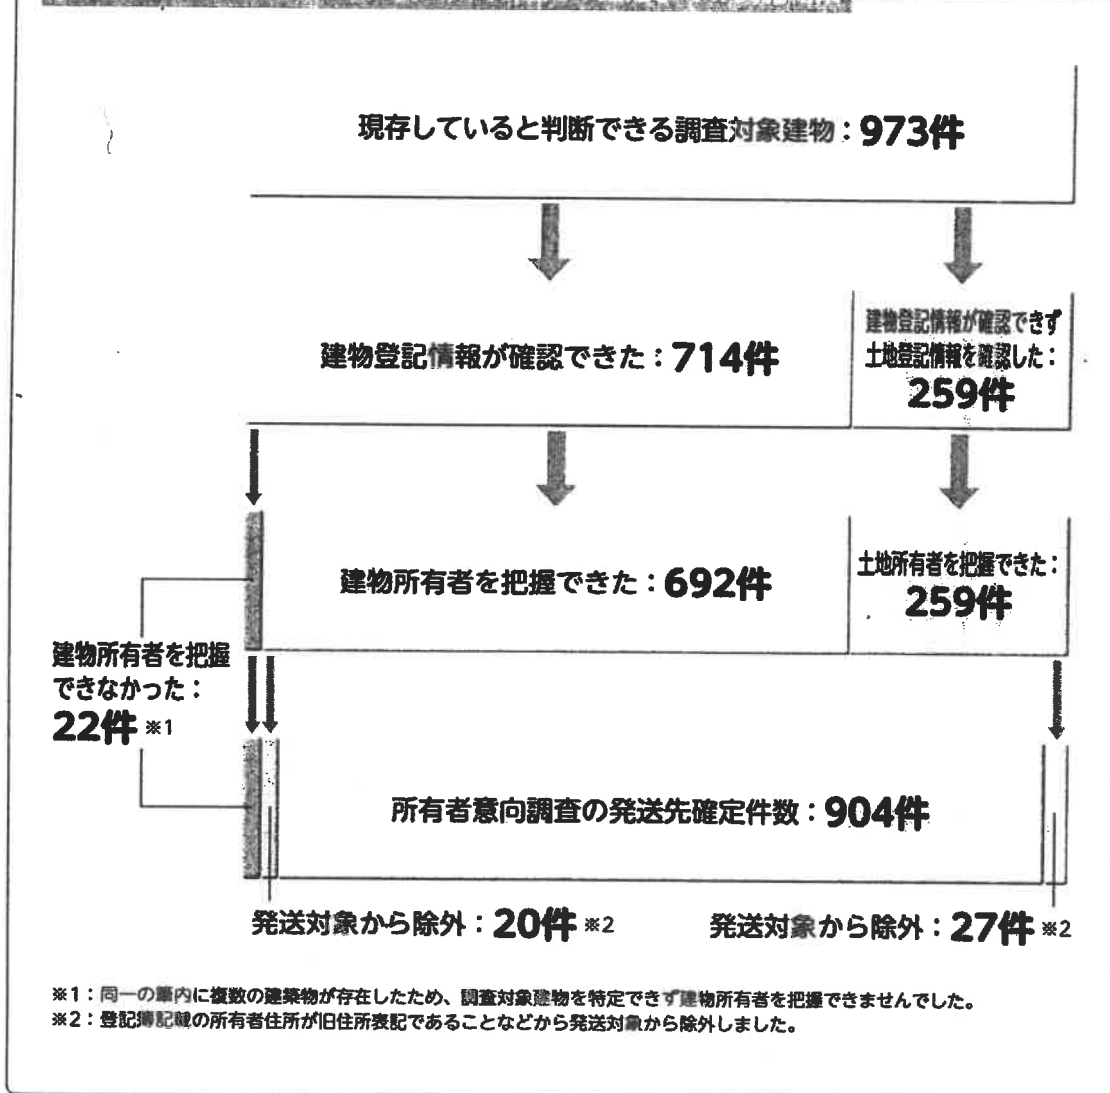 現存していると判断できる調査対象建物：973件
建物登記情報が確認できた：714件
建物登記情報が確認できず
土地登記情報を確認した：
259件
建物所有者を把握できた：692件
土地所有者を把握できた：
259件
建物所有者を把握
できなかった：
22件 ※1
所有者意向調査の発送先確定件数：904件
発送対象から除外：20件 ※2
発送対象から除外：27件 ※2
※1：同一の筆内に複数の建築物が存在したため、調査対象建物を特定できず建物所有者を把握できませんでした。
※2：登記簿記載の所有者住所が旧住所表記であることなどから発送対象から除外しました。